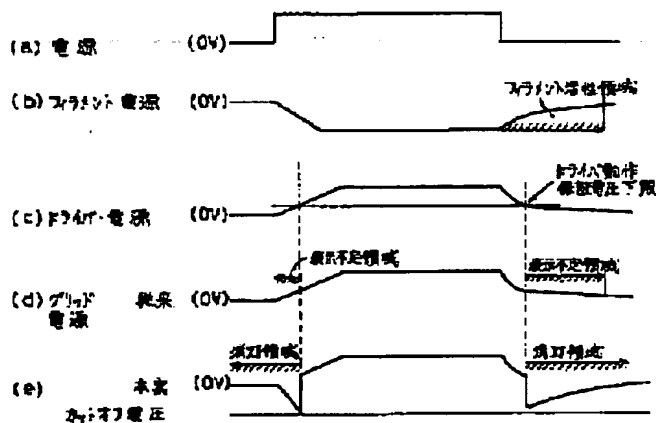 (a) 電源 (0V)
(b) フィラメント電源 (0V)
フィラメント活性領域
(c) ドライバー電源 (0V)
ドライバ動作
保証電圧下限
(d) グリッド 従来 (0V)
電源
表示不定領域
表示不定領域
消灯領域
消灯領域
(e) 本案 (0V)
カットオフ電圧